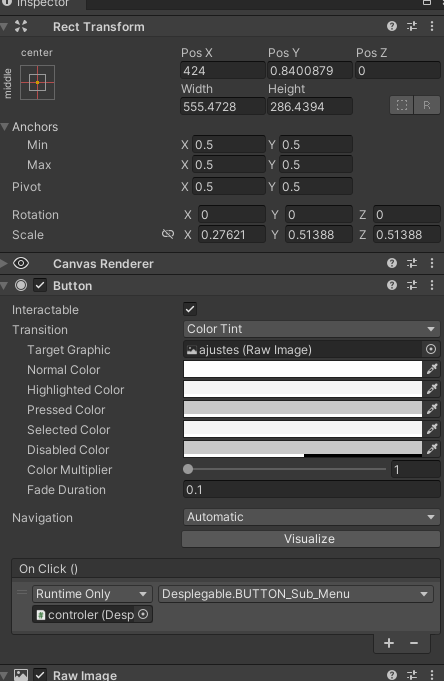 Inspector
Rect Transform
center
middle
Pos X Pos Y Pos Z
424 0.8400879 0
Width Height
555.4728 286.4394
R
Anchors
Min X 0.5 Y 0.5
Max X 0.5 Y 0.5
Pivot X 0.5 Y 0.5
Rotation X 0 Y 0 Z 0
Scale X 0.27621 Y 0.51388 Z 0.51388
Canvas Renderer
Button
Interactable
Transition Color Tint
Target Graphic ajustes (Raw Image)
Normal Color
Highlighted Color
Pressed Color
Selected Color
Disabled Color
Color Multiplier 1
Fade Duration 0.1
Navigation Automatic
Visualize
On Click ()
Runtime Only Desplegable.BUTTON_Sub_Menu
controler (Desp
Raw Image